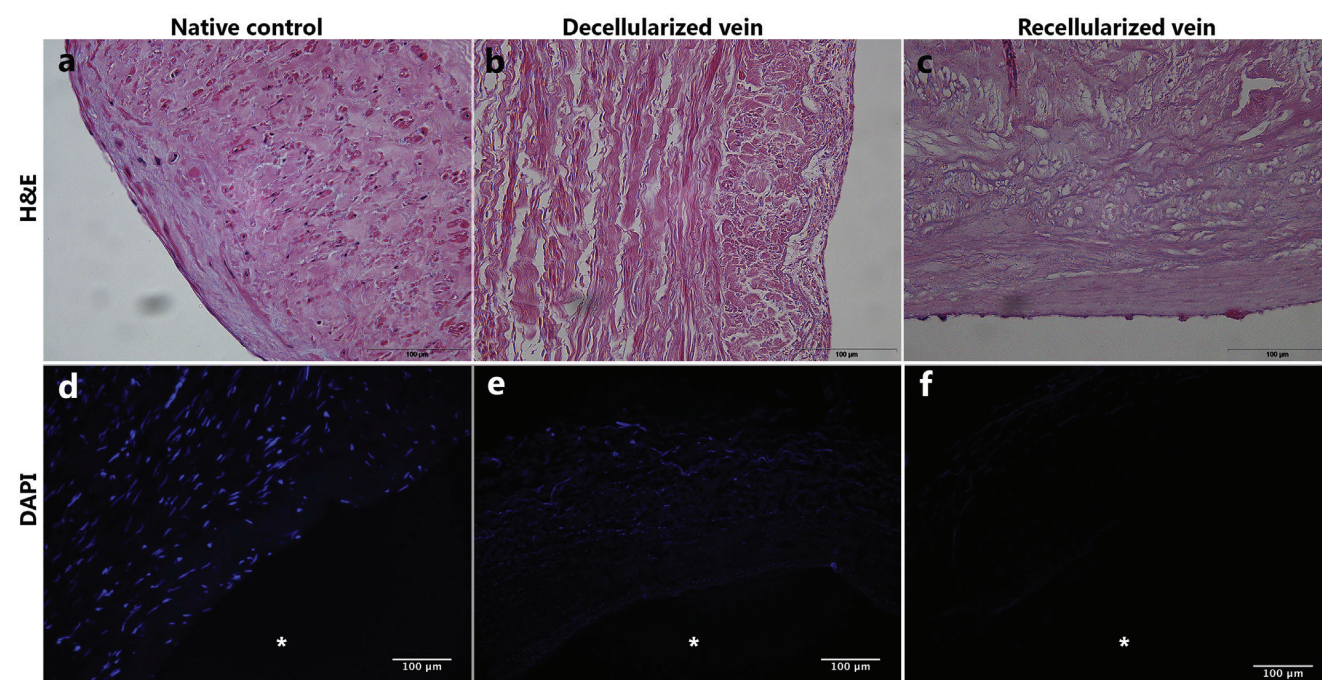 Native control
Decellularized vein
Recellularized vein
H&E
a
b
c
100 µm
100 µm
100 µm
DAPI
d
e
f
*
*
*
100 µm
100 µm
100 µm